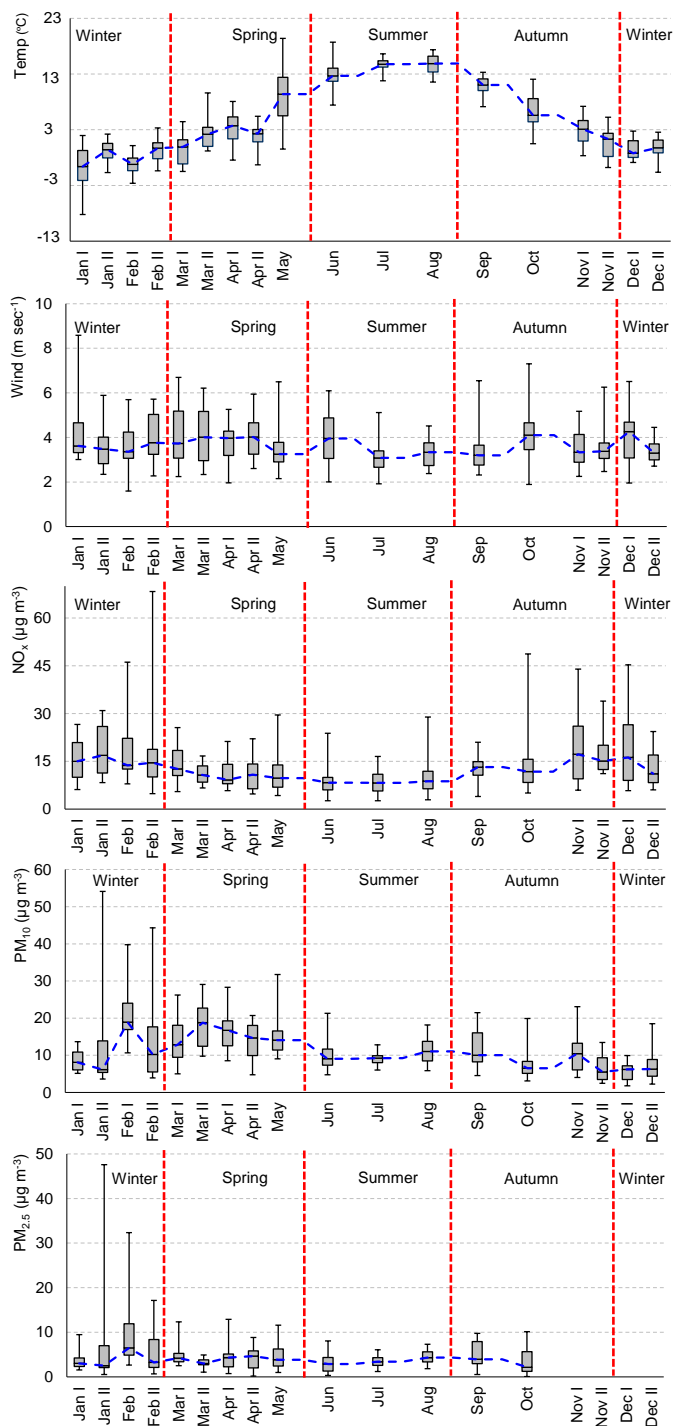 Temp (°C)
23
13
3
-3
-13
Winter
Spring
Summer
Autumn
Winter
Jan I
Jan II
Feb I
Feb II
Mar I
Mar II
Apr I
Apr II
May
Jun
Jul
Aug
Sep
Oct
Nov I
Nov II
Dec I
Dec II
Wind (m sec⁻¹)
10
8
6
4
2
0
Winter
Spring
Summer
Autumn
Winter
Jan I
Jan II
Feb I
Feb II
Mar I
Mar II
Apr I
Apr II
May
Jun
Jul
Aug
Sep
Oct
Nov I
Nov II
Dec I
Dec II
NOₓ (µg m⁻³)
60
45
30
15
0
Winter
Spring
Summer
Autumn
Winter
Jan I
Jan II
Feb I
Feb II
Mar I
Mar II
Apr I
Apr II
May
Jun
Jul
Aug
Sep
Oct
Nov I
Nov II
Dec I
Dec II
PM₁₀ (µg m⁻³)
60
50
40
30
20
10
0
Winter
Spring
Summer
Autumn
Winter
Jan I
Jan II
Feb I
Feb II
Mar I
Mar II
Apr I
Apr II
May
Jun
Jul
Aug
Sep
Oct
Nov I
Nov II
Dec I
Dec II
PM₂.₅ (µg m⁻³)
50
40
30
20
10
0
Winter
Spring
Summer
Autumn
Winter
Jan I
Jan II
Feb I
Feb II
Mar I
Mar II
Apr I
Apr II
May
Jun
Jul
Aug
Sep
Oct
Nov I
Nov II
Dec I
Dec II